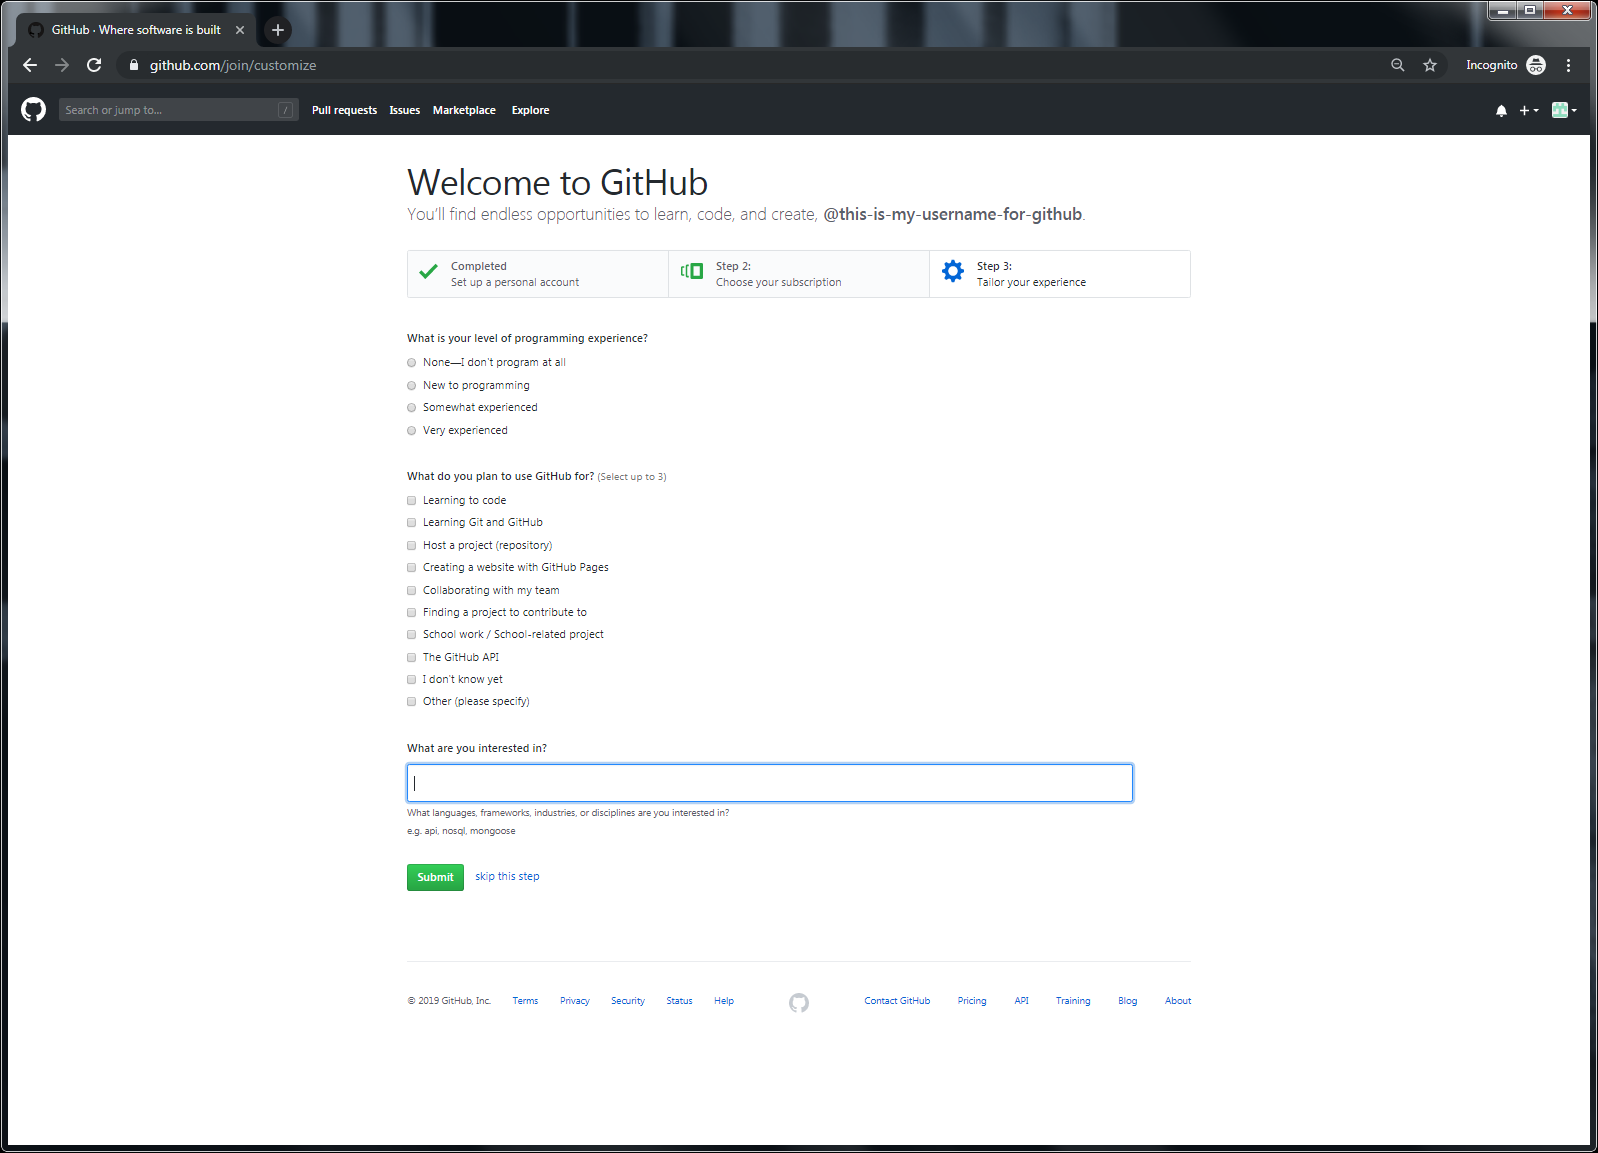 GitHub · Where software is built
github.com/join/customize
Incognito
Search or jump to... /
Pull requests Issues Marketplace Explore
Welcome to GitHub
You'll find endless opportunities to learn, code, and create, @this-is-my-username-for-github.
Completed
Set up a personal account
Step 2:
Choose your subscription
Step 3:
Tailor your experience
What is your level of programming experience?
None—I don't program at all
New to programming
Somewhat experienced
Very experienced
What do you plan to use GitHub for? (Select up to 3)
Learning to code
Learning Git and GitHub
Host a project (repository)
Creating a website with GitHub Pages
Collaborating with my team
Finding a project to contribute to
School work / School-related project
The GitHub API
I don't know yet
Other (please specify)
What are you interested in?
What languages, frameworks, industries, or disciplines are you interested in?
e.g. api, nosql, mongoose
Submit skip this step
© 2019 GitHub, Inc. Terms Privacy Security Status Help Contact GitHub Pricing API Training Blog About